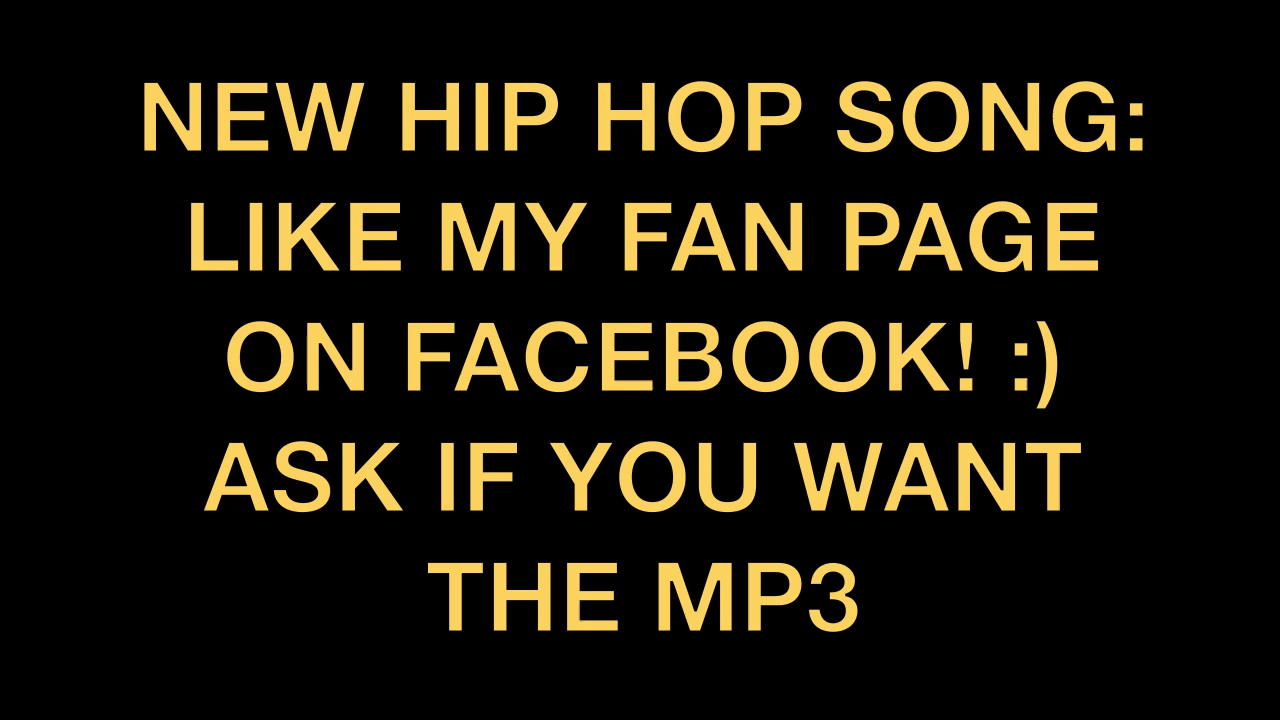 NEW HIP HOP SONG:
LIKE MY FAN PAGE
ON FACEBOOK! :)
ASK IF YOU WANT
THE MP3